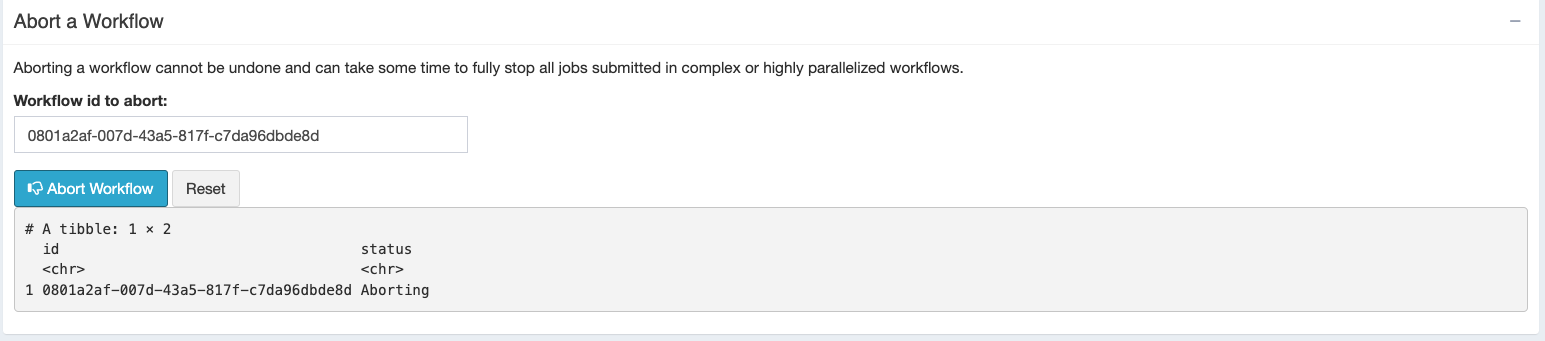 Abort a Workflow
Aborting a workflow cannot be undone and can take some time to fully stop all jobs submitted in complex or highly parallelized workflows.
Workflow id to abort:
0801a2af-007d-43a5-817f-c7da96dbde8d
Abort Workflow Reset
# A tibble: 1 × 2
id status
<chr> <chr>
1 0801a2af-007d-43a5-817f-c7da96dbde8d Aborting